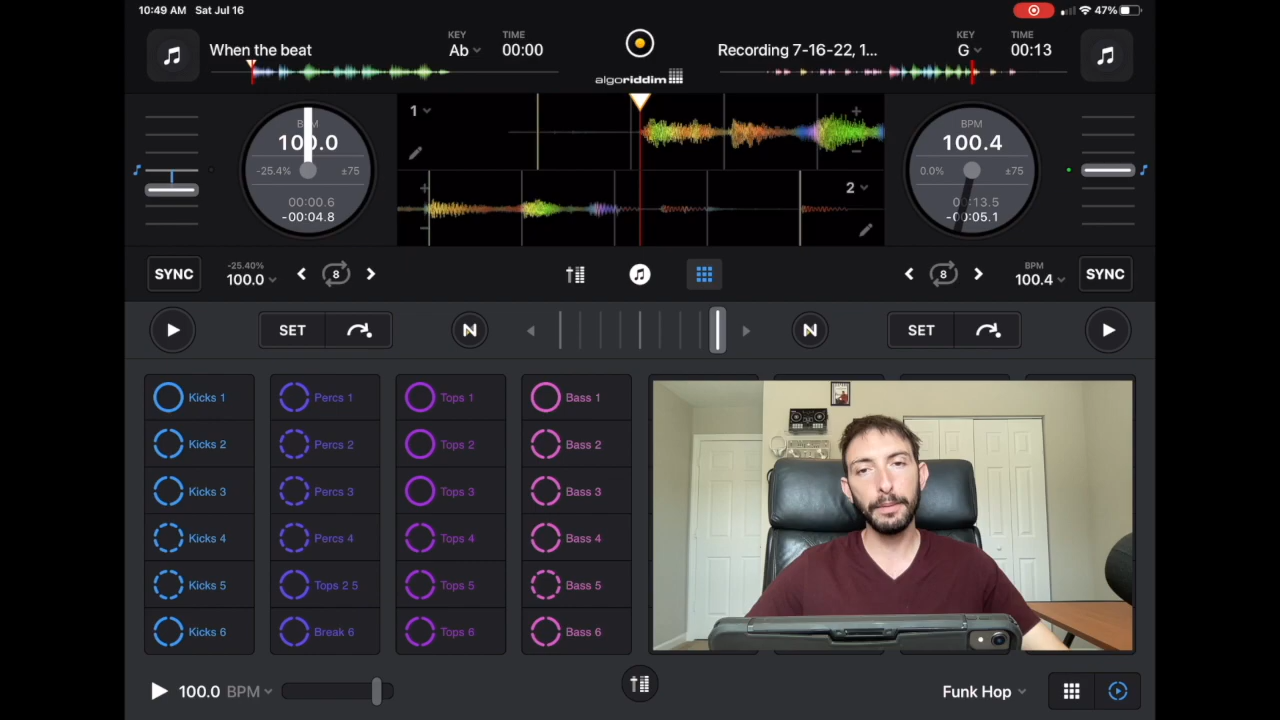 10:49 AM Sat Jul 16
47%
When the beat
KEY
Ab
TIME
00:00
algoriddim
Recording 7-16-22, 1...
KEY
G
TIME
00:13
BPM
100.0
-25.4% ±75
00:00.6
-00:04.8
1
2
BPM
100.4
0.0% ±75
00:13.5
-00:05.1
SYNC
-25.40%
100.0
8
8
BPM
100.4
SYNC
SET
N
N
SET
Kicks 1 Percs 1 Tops 1 Bass 1
Kicks 2 Percs 2 Tops 2 Bass 2
Kicks 3 Percs 3 Tops 3 Bass 3
Kicks 4 Percs 4 Tops 4 Bass 4
Kicks 5 Tops 2 5 Tops 5 Bass 5
Kicks 6 Break 6 Tops 6 Bass 6
100.0 BPM
Funk Hop